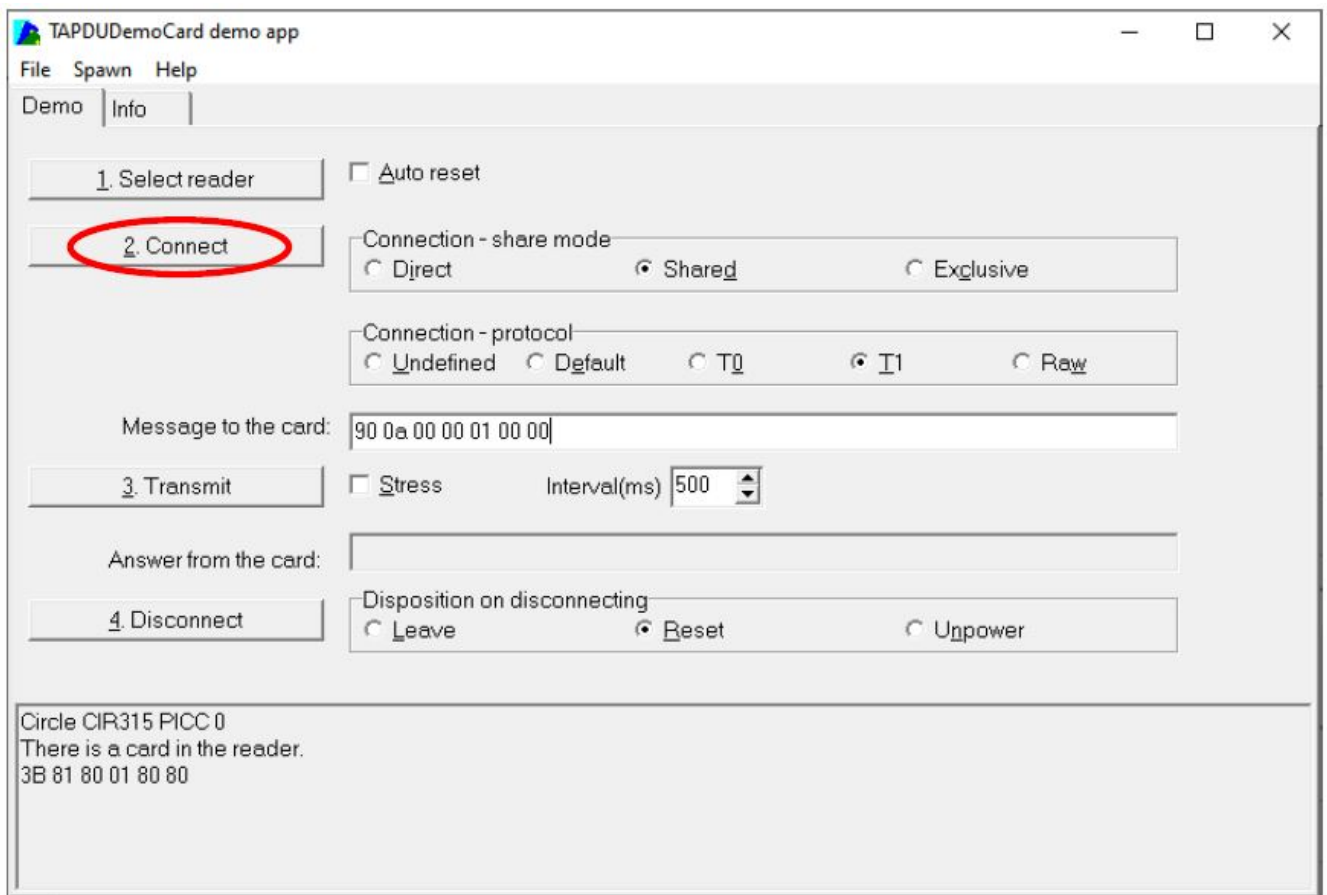 TAPDUDemoCard demo app
File Spawn Help
Demo Info
1. Select reader Auto reset
2. Connect
Connection - share mode
Direct Shared Exclusive
Connection - protocol
Undefined Default T0 T1 Raw
Message to the card: 90 0a 00 00 01 00 00
3. Transmit Stress Interval(ms) 500
Answer from the card:
4. Disconnect
Disposition on disconnecting
Leave Reset Unpower
Circle CIR315 PICC 0
There is a card in the reader.
3B 81 80 01 80 80